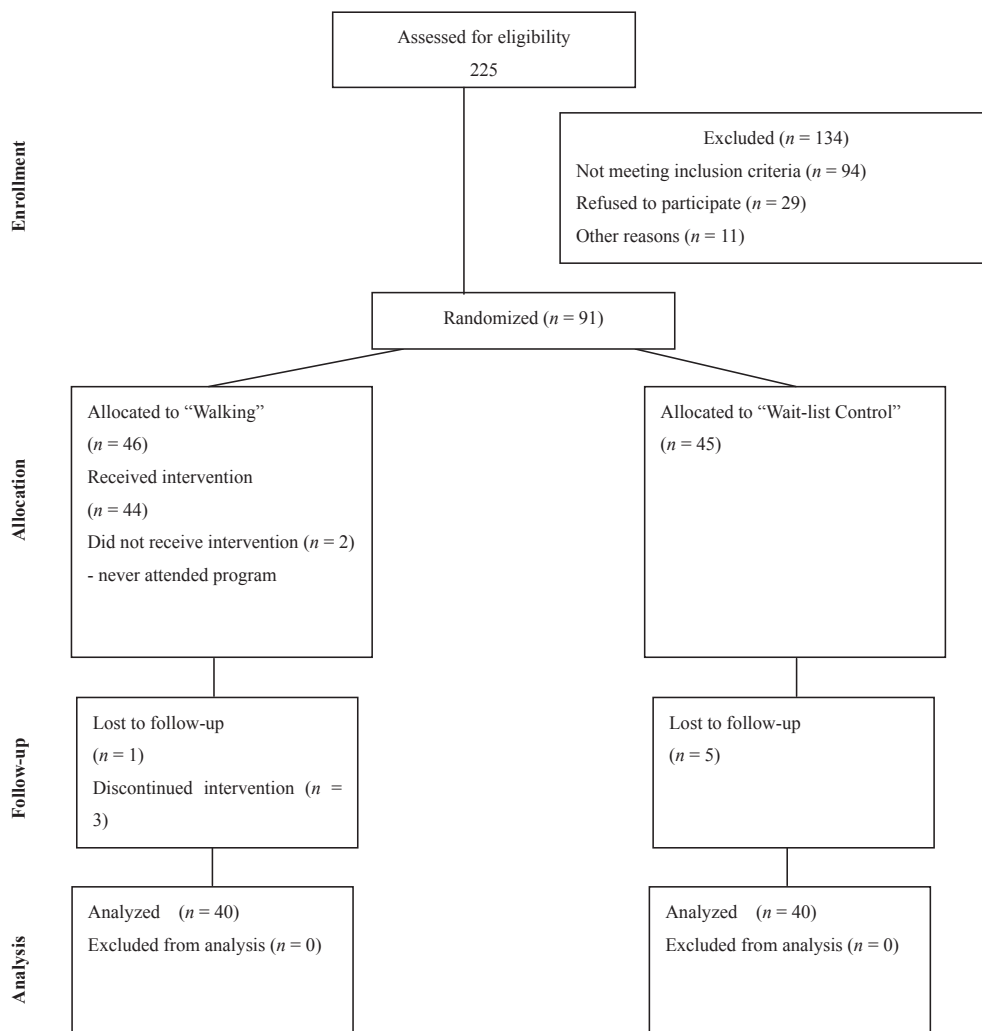 Assessed for eligibility
225
Enrollment
Excluded (n = 134)
Not meeting inclusion criteria (n = 94)
Refused to participate (n = 29)
Other reasons (n = 11)
Randomized (n = 91)
Allocation
Allocated to “Walking”
(n = 46)
Received intervention
(n = 44)
Did not receive intervention (n = 2)
- never attended program
Allocated to “Wait-list Control”
(n = 45)
Follow-up
Lost to follow-up
(n = 1)
Discontinued intervention (n =
3)
Lost to follow-up
(n = 5)
Analysis
Analyzed (n = 40)
Excluded from analysis (n = 0)
Analyzed (n = 40)
Excluded from analysis (n = 0)